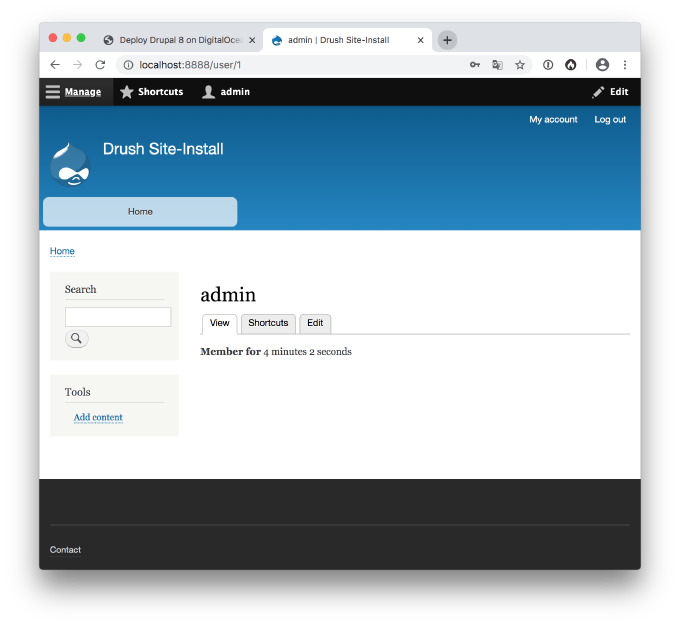 Deploy Drupal 8 on DigitalOce
admin | Drush Site-Install
localhost:8888/user/1
Manage Shortcuts admin Edit
My account Log out
Drush Site-Install
Home
Home
Search
admin
View Shortcuts Edit
Member for 4 minutes 2 seconds
Tools
Add content
Contact